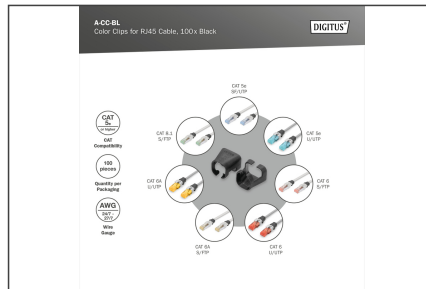 A-CC-BL
Color Clips for RJ45 Cable, 100x Black
DIGITUS®
CAT 5e
SF/UTP
CAT
5e
or higher
CAT
Compatibility
CAT 8.1
S/FTP
CAT 5e
U/UTP
100
pieces
Quantity per
Packaging
CAT 6A
U/UTP
CAT 6
S/FTP
AWG
24/7 -
27/7
Wire
Gauge
CAT 6A
S/FTP
CAT 6
U/UTP